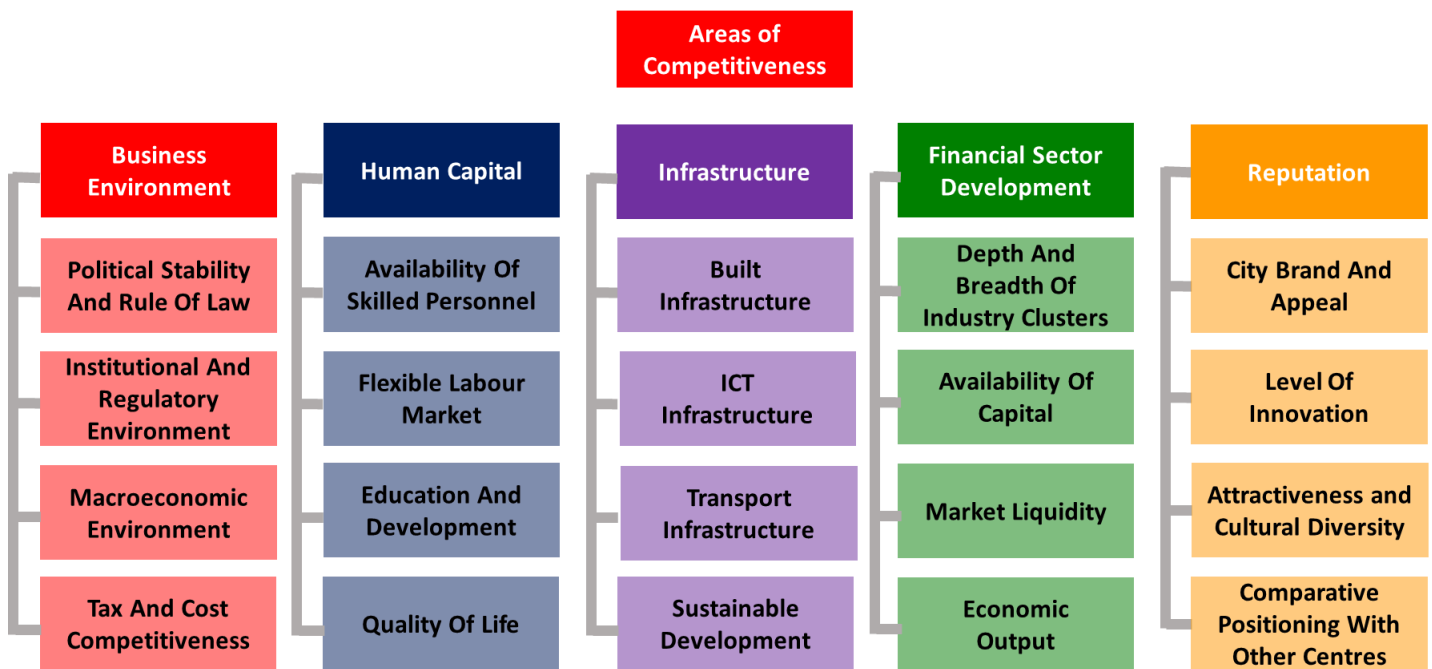 Areas of
Competitiveness
Business
Environment
Political Stability
And Rule Of Law
Institutional And
Regulatory
Environment
Macroeconomic
Environment
Tax And Cost
Competitiveness
Human Capital
Availability Of
Skilled Personnel
Flexible Labour
Market
Education And
Development
Quality Of Life
Infrastructure
Built
Infrastructure
ICT
Infrastructure
Transport
Infrastructure
Sustainable
Development
Financial Sector
Development
Depth And
Breadth Of
Industry Clusters
Availability Of
Capital
Market Liquidity
Economic
Output
Reputation
City Brand And
Appeal
Level Of
Innovation
Attractiveness and
Cultural Diversity
Comparative
Positioning With
Other Centres